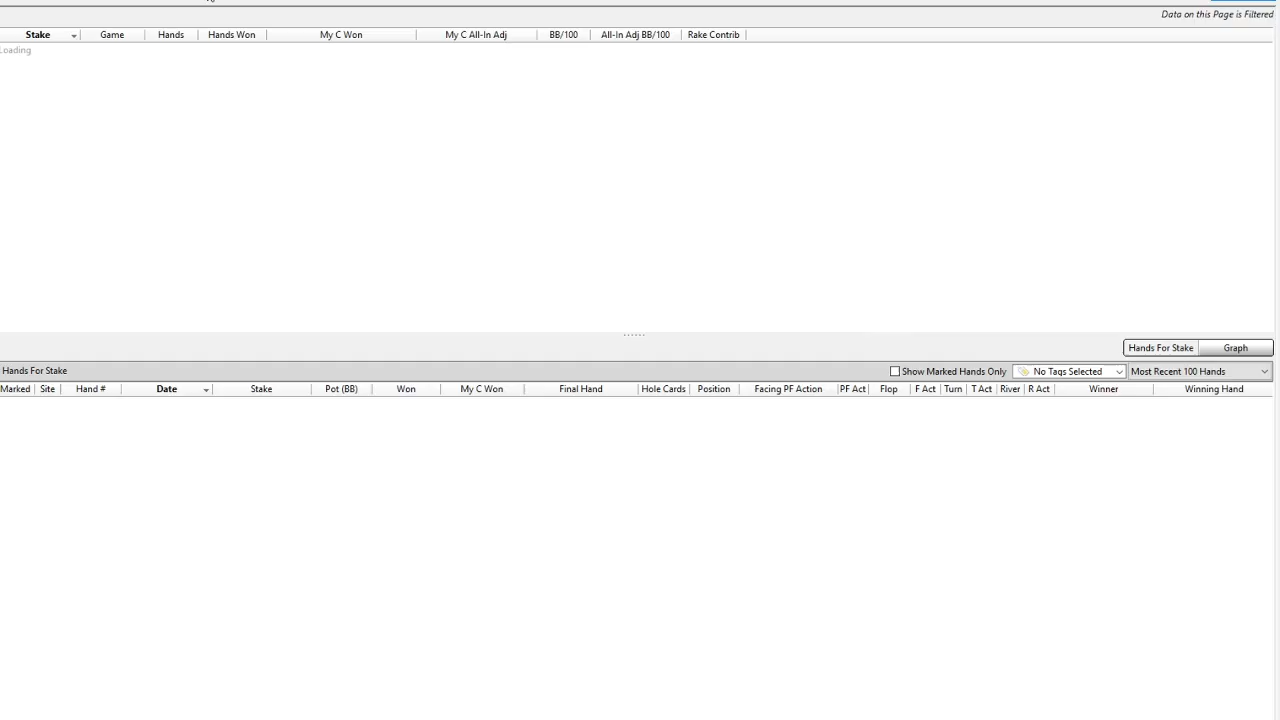 Data on this Page is Filtered
Stake Game Hands Hands Won My C Won My C All-In Adj BB/100 All-In Adj BB/100 Rake Contrib
Loading
Hands For Stake Graph
Hands For Stake Show Marked Hands Only No Tags Selected Most Recent 100 Hands
Marked Site Hand # Date Stake Pot (BB) Won My C Won Final Hand Hole Cards Position Facing PF Action PF Act Flop F Act Turn T Act River R Act Winner Winning Hand